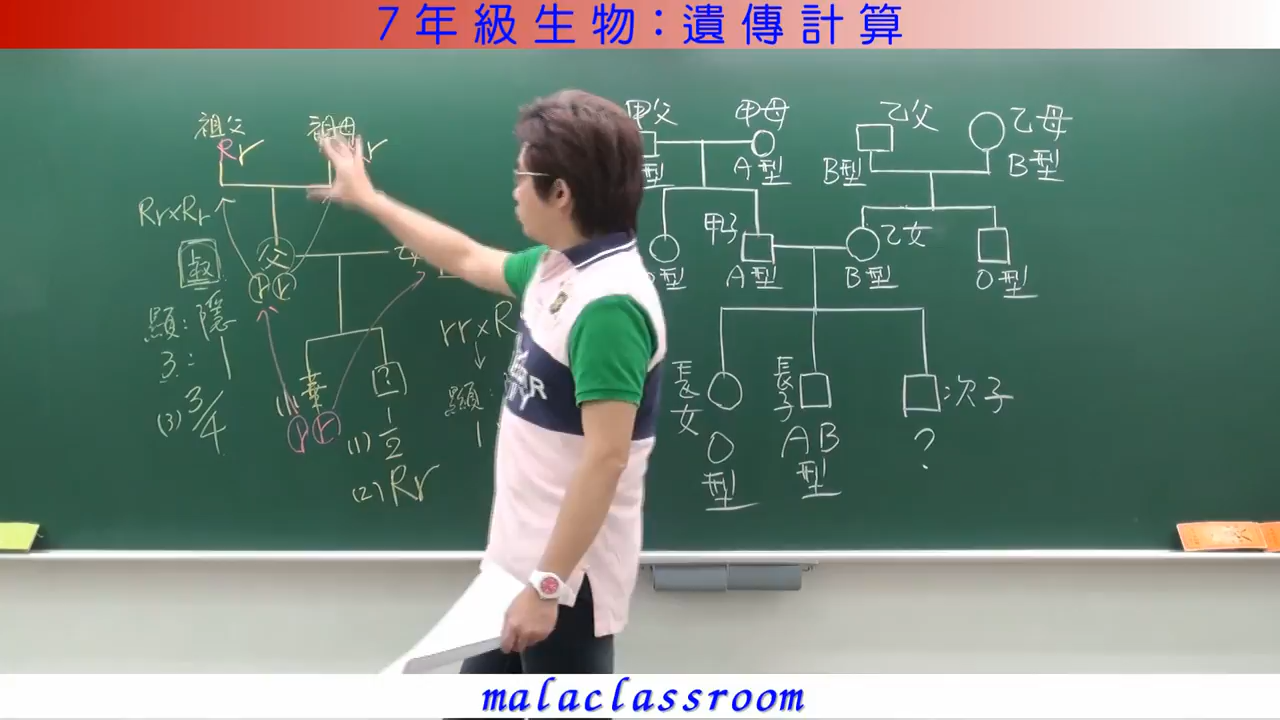 7年級生物:遺傳計算
祖父
祖母
Rr
r
Rr×Rr
父
叔
r r
顯:隱
3:1
(3) 3/4
(1)
華
r r
?
(1) 1/2
(2) Rr
rr×R
顯:
1
甲父
甲母
型
A型
乙父
乙母
B型
B型
甲子
乙女
型
A型
B型
O型
長女
O型
長子
AB型
次子
?
malaclassroom